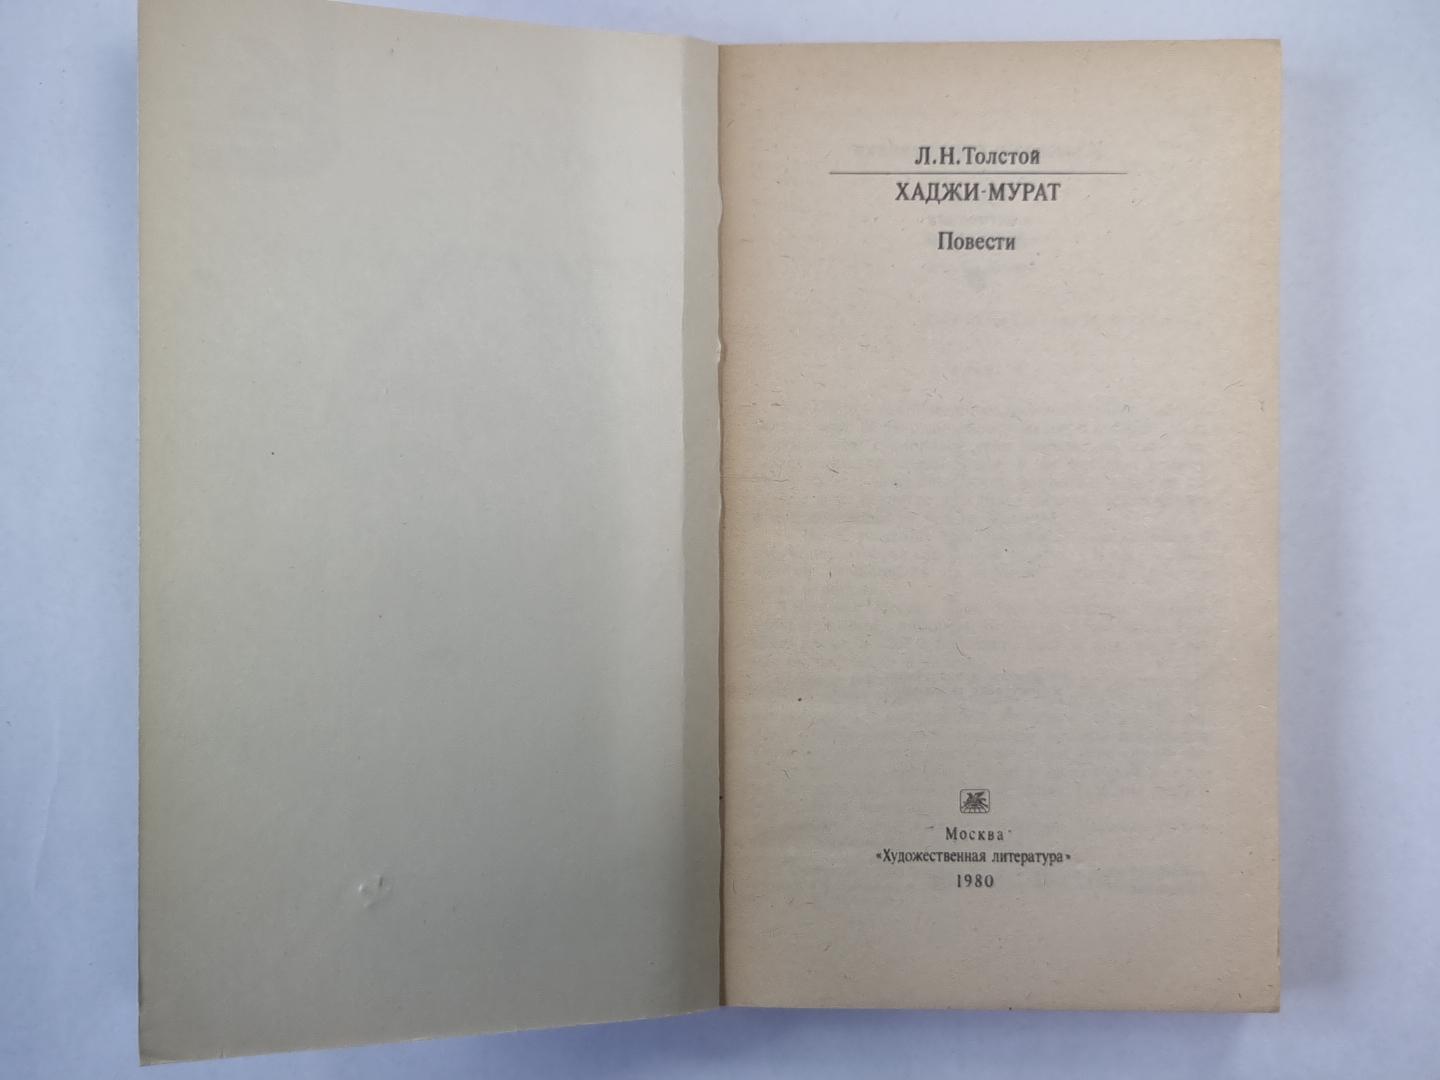 Л.Н.Толстой
ХАДЖИ-МУРАТ
Повести
Москва
«Художественная литература»
1980